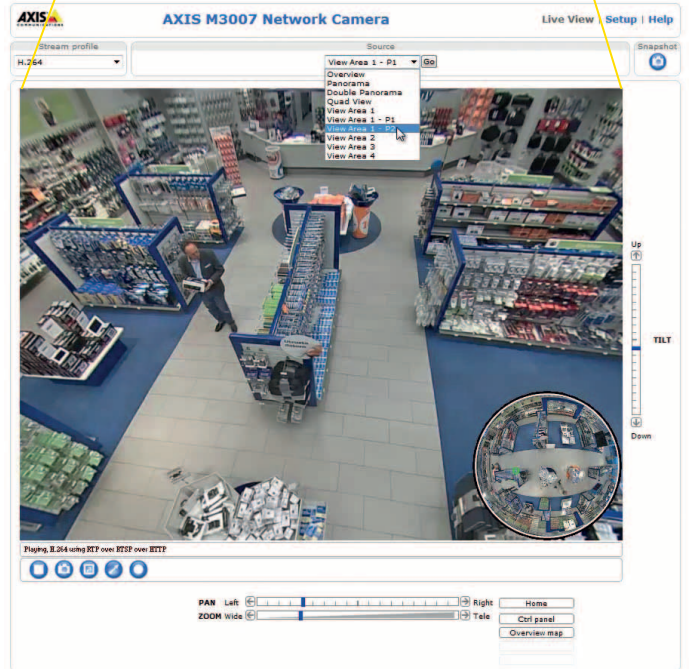 AXIS
COMMUNICATIONS
AXIS M3007 Network Camera
Live View | Setup | Help
Stream profile
Source
Snapshot
H.264
View Area 1 - P1
Go
Overview
Panorama
Double Panorama
Quad View
View Area 1
View Area 1 - P1
View Area 1 - P2
View Area 2
View Area 3
View Area 4
Up
TILT
Down
Playing, H.264 using RTP over RTSP over HTTP
PAN Left
Right
Home
ZOOM Wide
Tele
Ctrl panel
Overview map